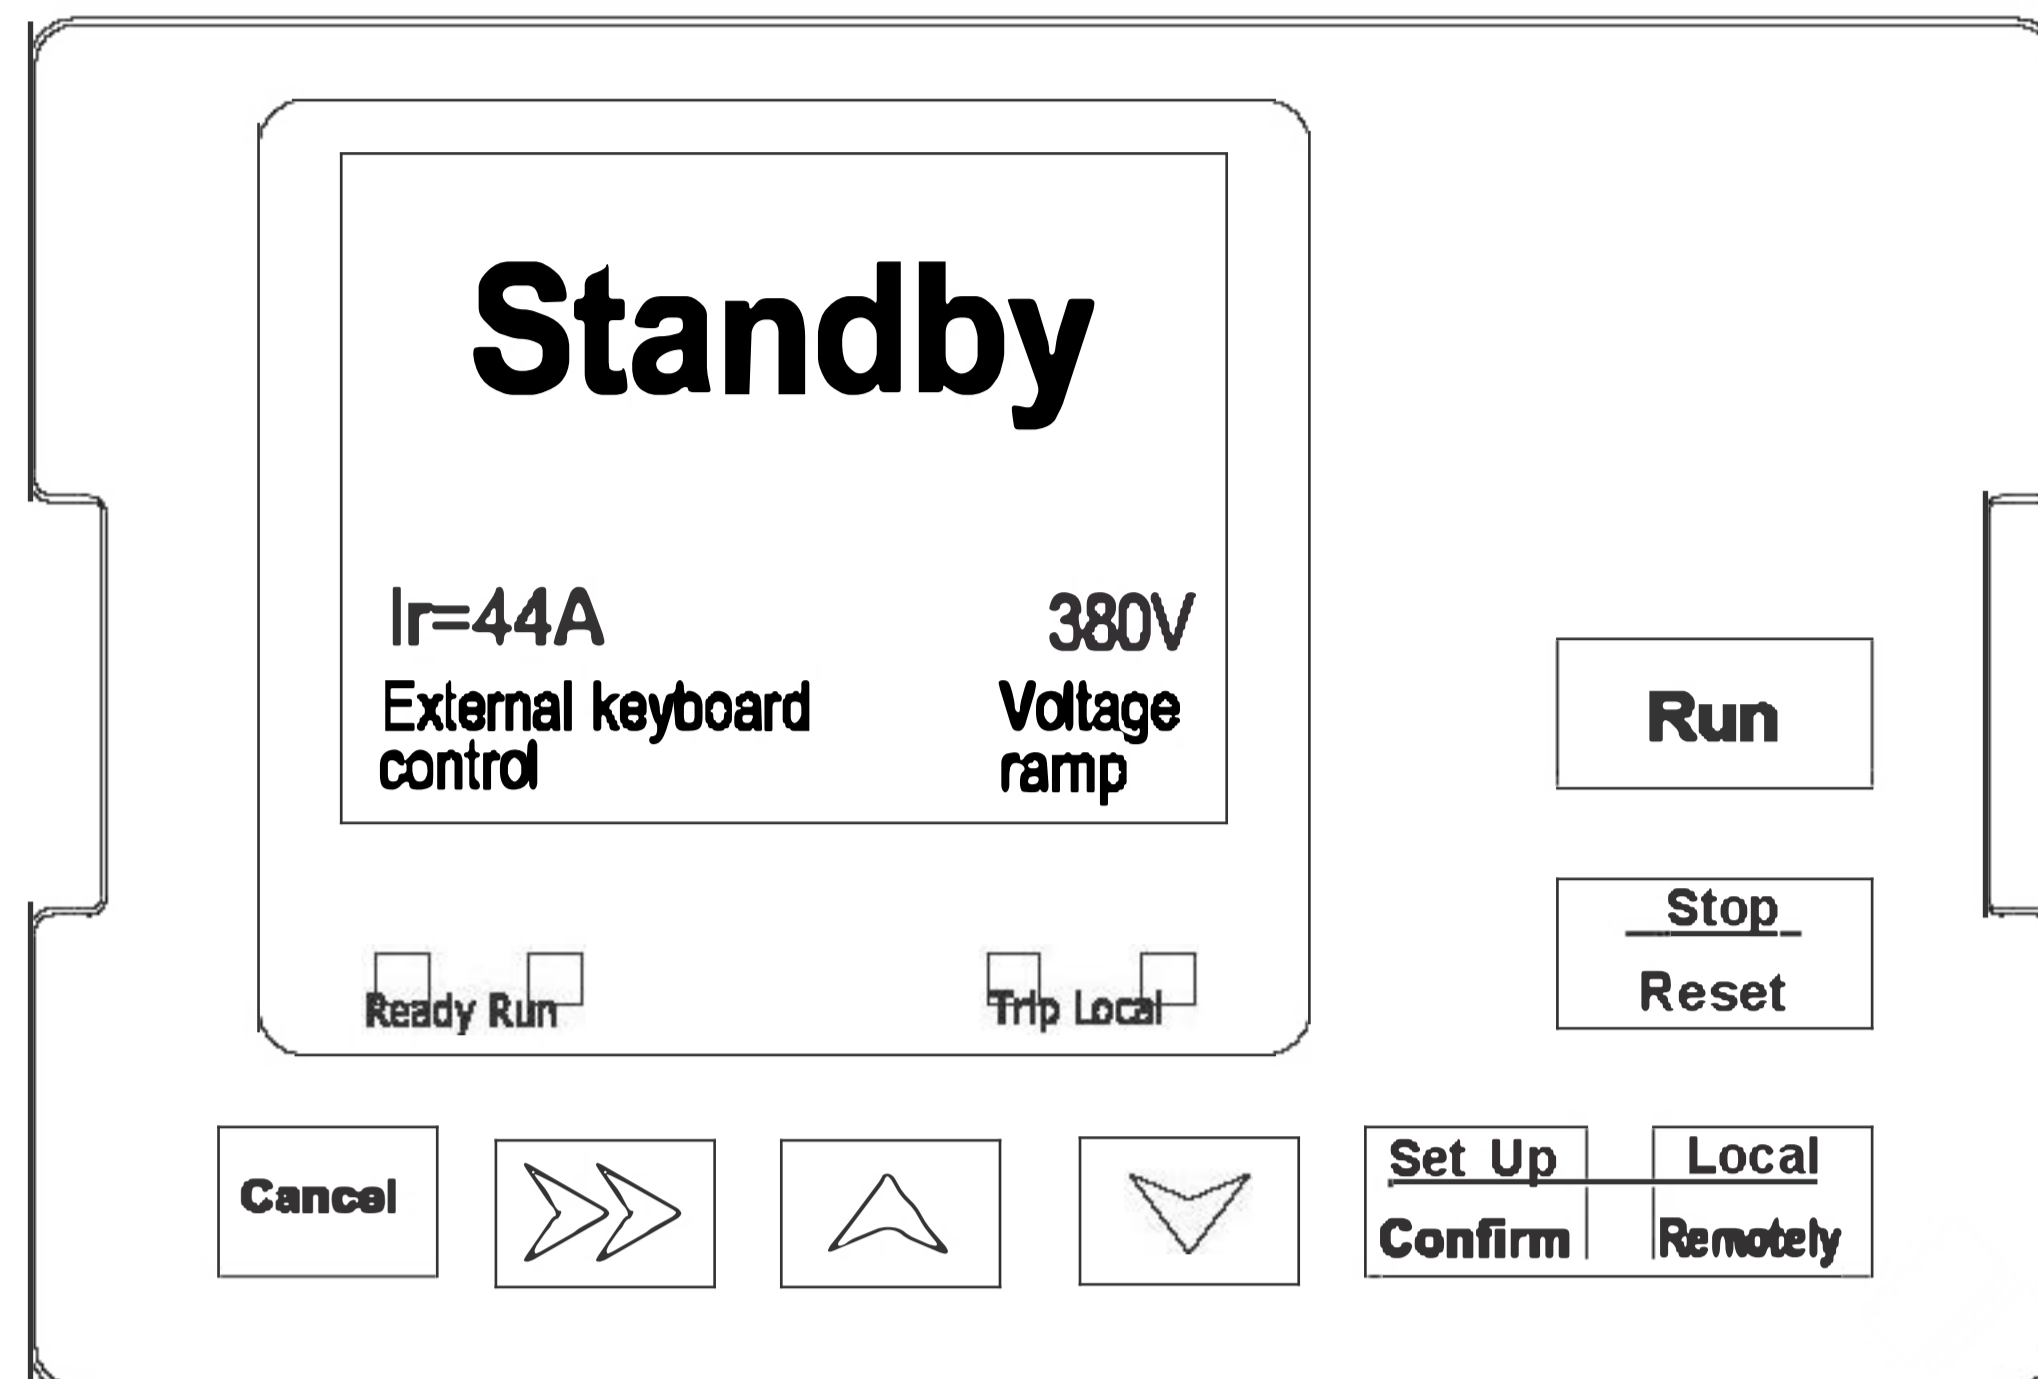 Standby
Ir=44A 380V
External keyboard Voltage
control ramp
Run
Stop
Reset
Ready Run Trip Local
Cancel
Set Up Local
Confirm Remotely